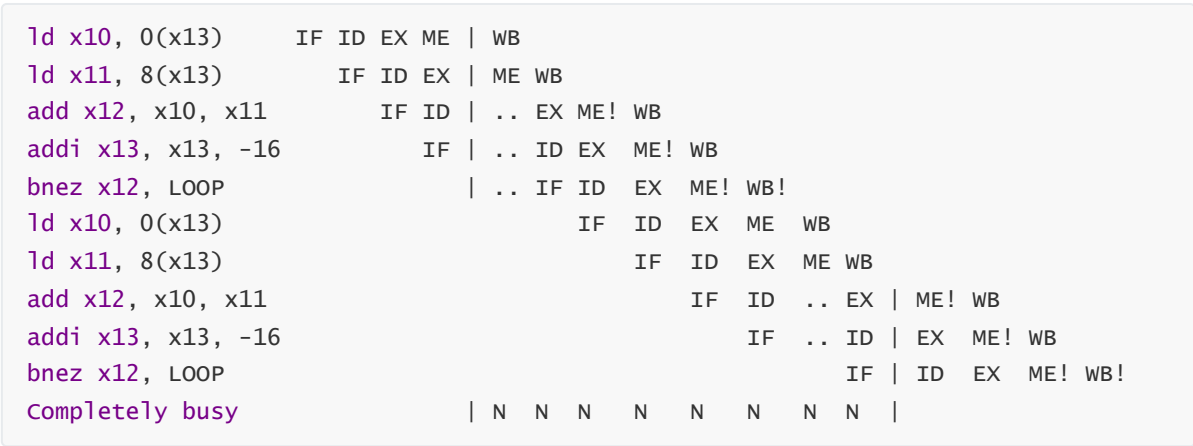 ld x10, 0(x13)     IF ID EX ME | WB
ld x11, 8(x13)        IF ID EX | ME WB
add x12, x10, x11        IF ID | .. EX ME! WB
addi x13, x13, -16          IF | .. ID EX  ME! WB
bnez x12, LOOP                 | .. IF ID  EX  ME! WB!
ld x10, 0(x13)                         IF  ID  EX  ME  WB
ld x11, 8(x13)                             IF  ID  EX  ME WB
add x12, x10, x11                              IF  ID  .. EX | ME! WB
addi x13, x13, -16                                 IF  .. ID | EX  ME! WB
bnez x12, LOOP                                            IF | ID  EX  ME! WB!
Completely busy                | N  N  N   N   N   N   N  N  |